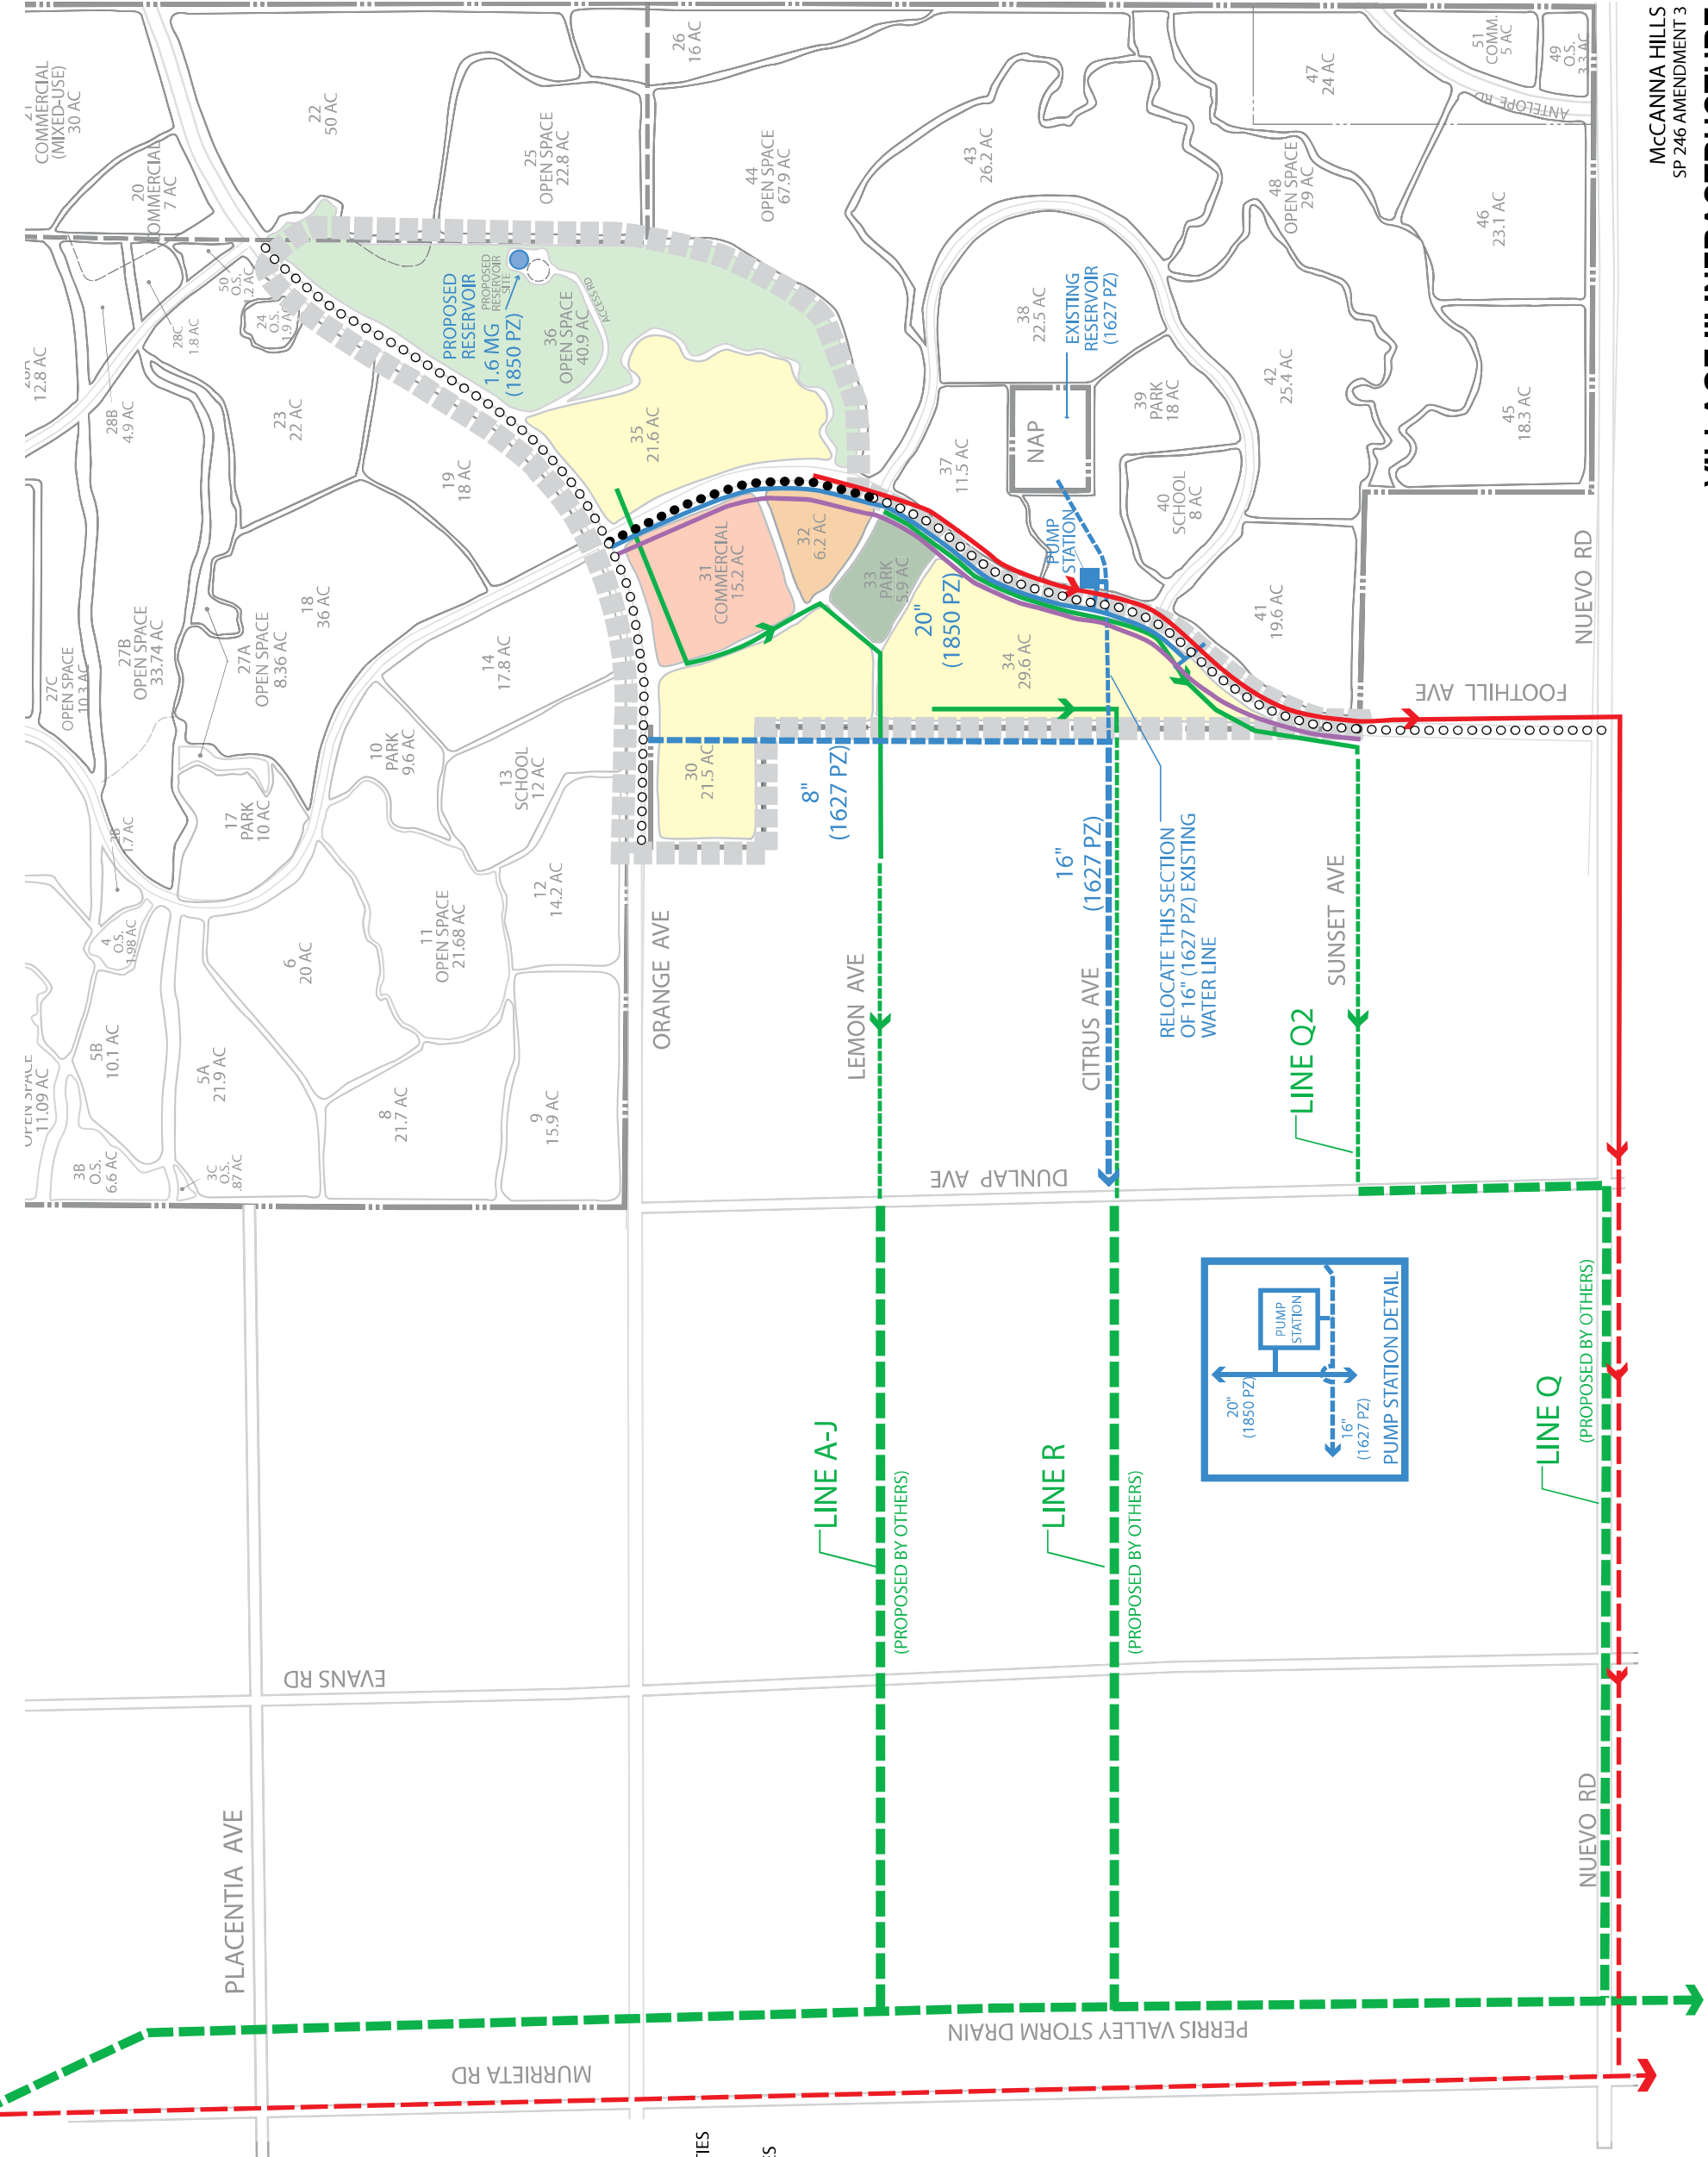 COMMERCIAL
(MIXED-USE)
30 AC
20
COMMERCIAL
7 AC
22
50 AC
26
16 AC
25
OPEN SPACE
22.8 AC
44
OPEN SPACE
67.9 AC
43
26.2 AC
47
24 AC
51
COMM.
5 AC
49
O.S.
3.3 AC
ANTELOPE RD
48
OPEN SPACE
29 AC
46
23.1 AC
45
18.3 AC
42
25.4 AC
38
22.5 AC
EXISTING
RESERVOIR
(1627 PZ)
39
PARK
18 AC
NAP
40
SCHOOL
8 AC
37
11.5 AC
41
19.6 AC
PUMP
STATION
12.8 AC
28B
4.9 AC
28C
1.8 AC
50
O.S.
1.2 AC
24
O.S.
1.9 AC
23
22 AC
19
18 AC
PROPOSED
RESERVOIR
1.6 MG
(1850 PZ)
PROPOSED
RESERVOIR
SITE
36
OPEN SPACE
40.9 AC
ACCESS RD
35
21.6 AC
31
COMMERCIAL
15.2 AC
32
6.2 AC
33
PARK
5.9 AC
34
29.6 AC
20"
(1850 PZ)
27C
OPEN SPACE
10.3 AC
27B
OPEN SPACE
33.74 AC
27A
OPEN SPACE
8.36 AC
18
36 AC
14
17.8 AC
10
PARK
9.6 AC
13
SCHOOL
12 AC
17
PARK
10 AC
2B
1.7 AC
12
14.2 AC
11
OPEN SPACE
21.68 AC
4
O.S.
1.98 AC
6
20 AC
5B
10.1 AC
5A
21.9 AC
8
21.7 AC
9
15.9 AC
OPEN SPACE
11.09 AC
3B
O.S.
6.6 AC
3C
O.S.
.87 AC
30
21.5 AC
8"
(1627 PZ)
16"
(1627 PZ)
RELOCATE THIS SECTION
OF 16" (1627 PZ) EXISTING
WATER LINE
ORANGE AVE
LEMON AVE
CITRUS AVE
SUNSET AVE
NUEVO RD
FOOTHILL AVE
DUNLAP AVE
LINE Q2
LINE A-J
(PROPOSED BY OTHERS)
LINE R
(PROPOSED BY OTHERS)
LINE Q
(PROPOSED BY OTHERS)
PUMP
STATION
20"
(1850 PZ)
16"
(1627 PZ)
PUMP STATION DETAIL
EVANS RD
PLACENTIA AVE
NUEVO RD
PERRIS VALLEY STORM DRAIN
MURRIETA RD
McCANNA HILLS
SP 246 AMENDMENT 3